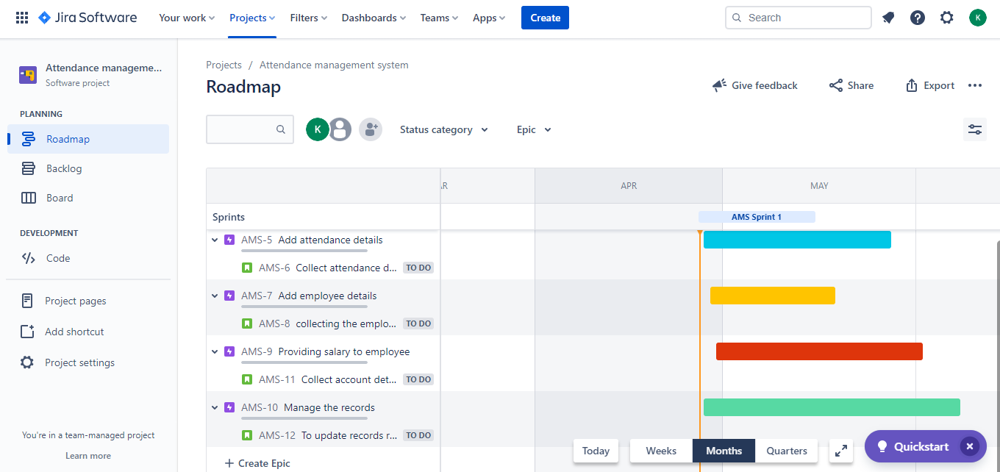 Jira Software
Your work
Projects
Filters
Dashboards
Teams
Apps
Create
Search
K
Attendance manageme...
Software project
PLANNING
Roadmap
Backlog
Board
DEVELOPMENT
Code
Project pages
Add shortcut
Project settings
You're in a team-managed project
Learn more
Projects / Attendance management system
Roadmap
Give feedback
Share
Export
K
Status category
Epic
AR
APR
MAY
Sprints
AMS Sprint 1
AMS-5 Add attendance details
AMS-6 Collect attendance d... TO DO
AMS-7 Add employee details
AMS-8 collecting the emplo... TO DO
AMS-9 Providing salary to employee
AMS-11 Collect account det... TO DO
AMS-10 Manage the records
AMS-12 To update records r... TO DO
+ Create Epic
Today
Weeks
Months
Quarters
Quickstart